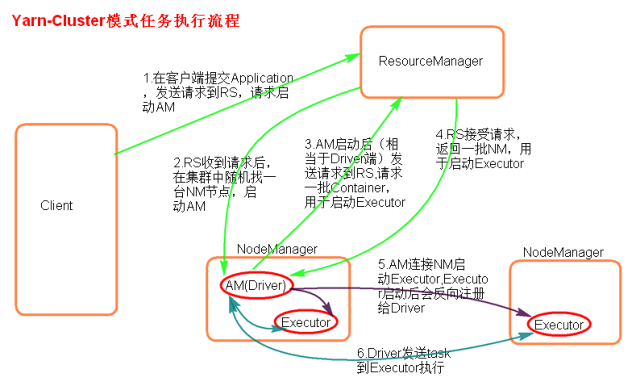 Yarn-Cluster模式任务执行流程
ResourceManager
1.在客户端提交Application
，发送请求到RS，请求启
动AM
Client
2.RS收到请求后，
在集群中随机找一
台NM节点，启
动AM
3.AM启动后（相
当于Driver端）发
送请求到RS,请求
一批Container，
用于启动Executor
4.RS接受请求，
返回一批NM，用
于启动Executor
NodeManager
AM(Driver)
Executor
5.AM连接NM启
动Executor,Executo
r启动后会反向注册
给Driver
NodeManager
Executor
6.Driver发送task
到Executor执行